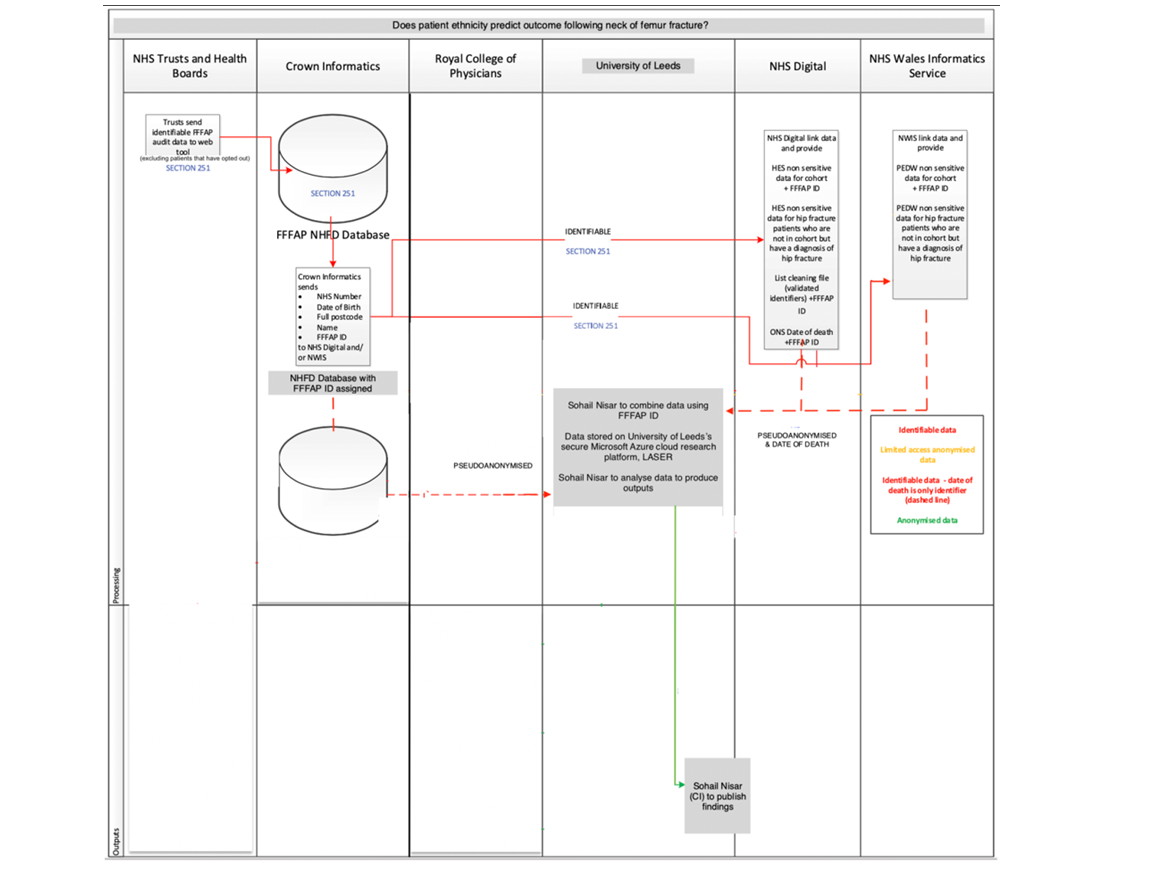 Does patient ethnicity predict outcome following neck of femur fracture?
NHS Trusts and Health
Boards
Crown Informatics
Royal College of
Physicians
University of Leeds
NHS Digital
NHS Wales Informatics
Service
Trusts send
identifiable FFFAP
audit data to web
tool
(excluding patients that have opted out)
SECTION 251
SECTION 251
FFFAP NHFD Database
Crown Informatics
sends
• NHS Number
• Date of Birth
• Full postcode
• Name
• FFFAP ID
to NHS Digital and/
or NWIS
NHFD Database with
FFFAP ID assigned
IDENTIFIABLE
SECTION 251
IDENTIFIABLE
SECTION 251
PSEUDOANONYMISED
Sohail Nisar to combine data using
FFFAP ID
Data stored on University of Leeds's
secure Microsoft Azure cloud research
platform, LASER
Sohail Nisar to analyse data to produce
outputs
NHS Digital link data
and provide
HES non sensitive
data for cohort
+ FFFAP ID
HES non sensitive
data for hip fracture
patients who are
not in cohort but
have a diagnosis of
hip fracture
List cleaning file
(validated
identifiers) +FFFAP
ID
ONS Date of death
+FFFAP ID
PSEUDOANONYMISED
& DATE OF DEATH
NWIS link data and
provide
PEDW non sensitive
data for cohort
+ FFFAP ID
PEDW non sensitive
data for hip fracture
patients who are
not in cohort but
have a diagnosis of
hip fracture
Identifiable data
Limited access anonymised
data
Identifiable data - date of
death is only identifier
(dashed line)
Anonymised data
Processing
Sohail Nisar
(CI) to publish
findings
Outputs